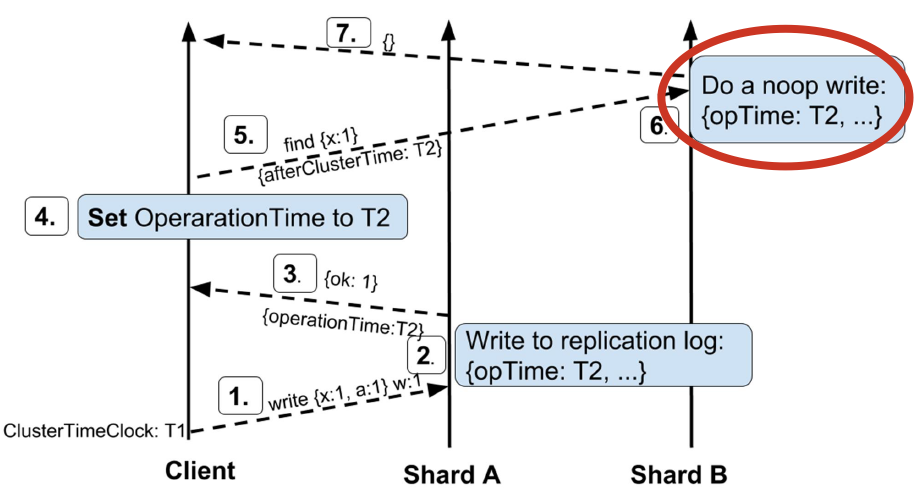 7. {}
Do a noop write:
{opTime: T2, ...}
6.
5. find {x:1}
{afterClusterTime: T2}
4. Set OperarationTime to T2
3. {ok: 1}
{operationTime:T2}
2. Write to replication log:
{opTime: T2, ...}
1. write {x:1, a:1} w:1
ClusterTimeClock: T1
Client
Shard A
Shard B